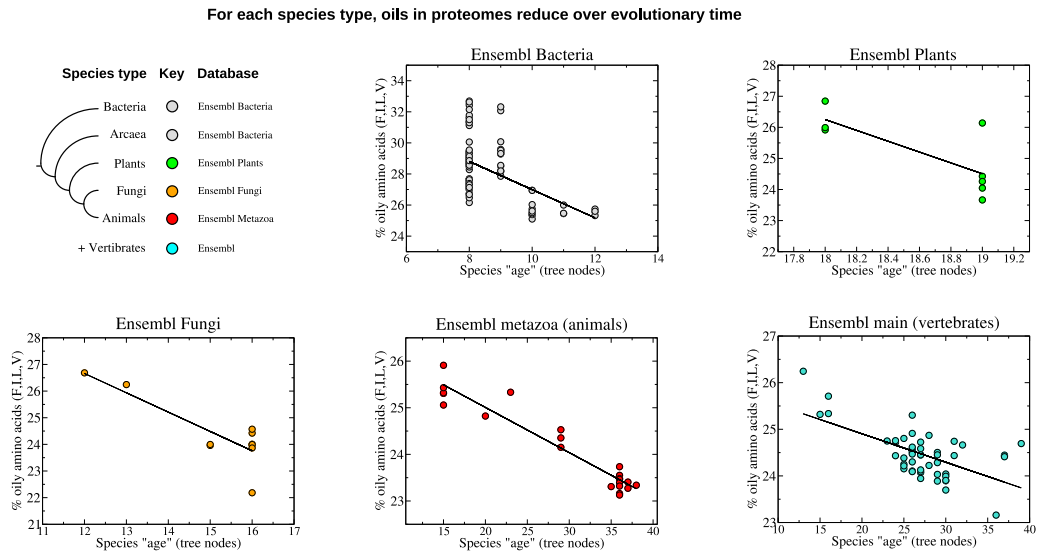 For each species type, oils in proteomes reduce over evolutionary time
Species type Key Database
Bacteria Ensembl Bacteria
Arcaea Ensembl Bacteria
Plants Ensembl Plants
Fungi Ensembl Fungi
Animals Ensembl Metazoa
+ Vertibrates Ensembl
Ensembl Bacteria
% oily amino acids (F,I,L,V)
34
32
30
28
26
24
6 8 10 12 14
Species "age" (tree nodes)
Ensembl Plants
% oily amino acids (F,I,L,V)
28
27
26
25
24
23
22
17.8 18 18.2 18.4 18.6 18.8 19 19.2
Species "age" (tree nodes)
Ensembl Fungi
% oily amino acids (F,I,L,V)
28
27
26
25
24
23
22
21
11 12 13 14 15 16 17
Species "age" (tree nodes)
Ensembl metazoa (animals)
% oily amino acids (F,I,L,V)
26
25
24
23
15 20 25 30 35 40
Species "age" (tree nodes)
Ensembl main (vertebrates)
% oily amino acids (F,I,L,V)
27
26
25
24
23
10 15 20 25 30 35 40
Species "age" (tree nodes)